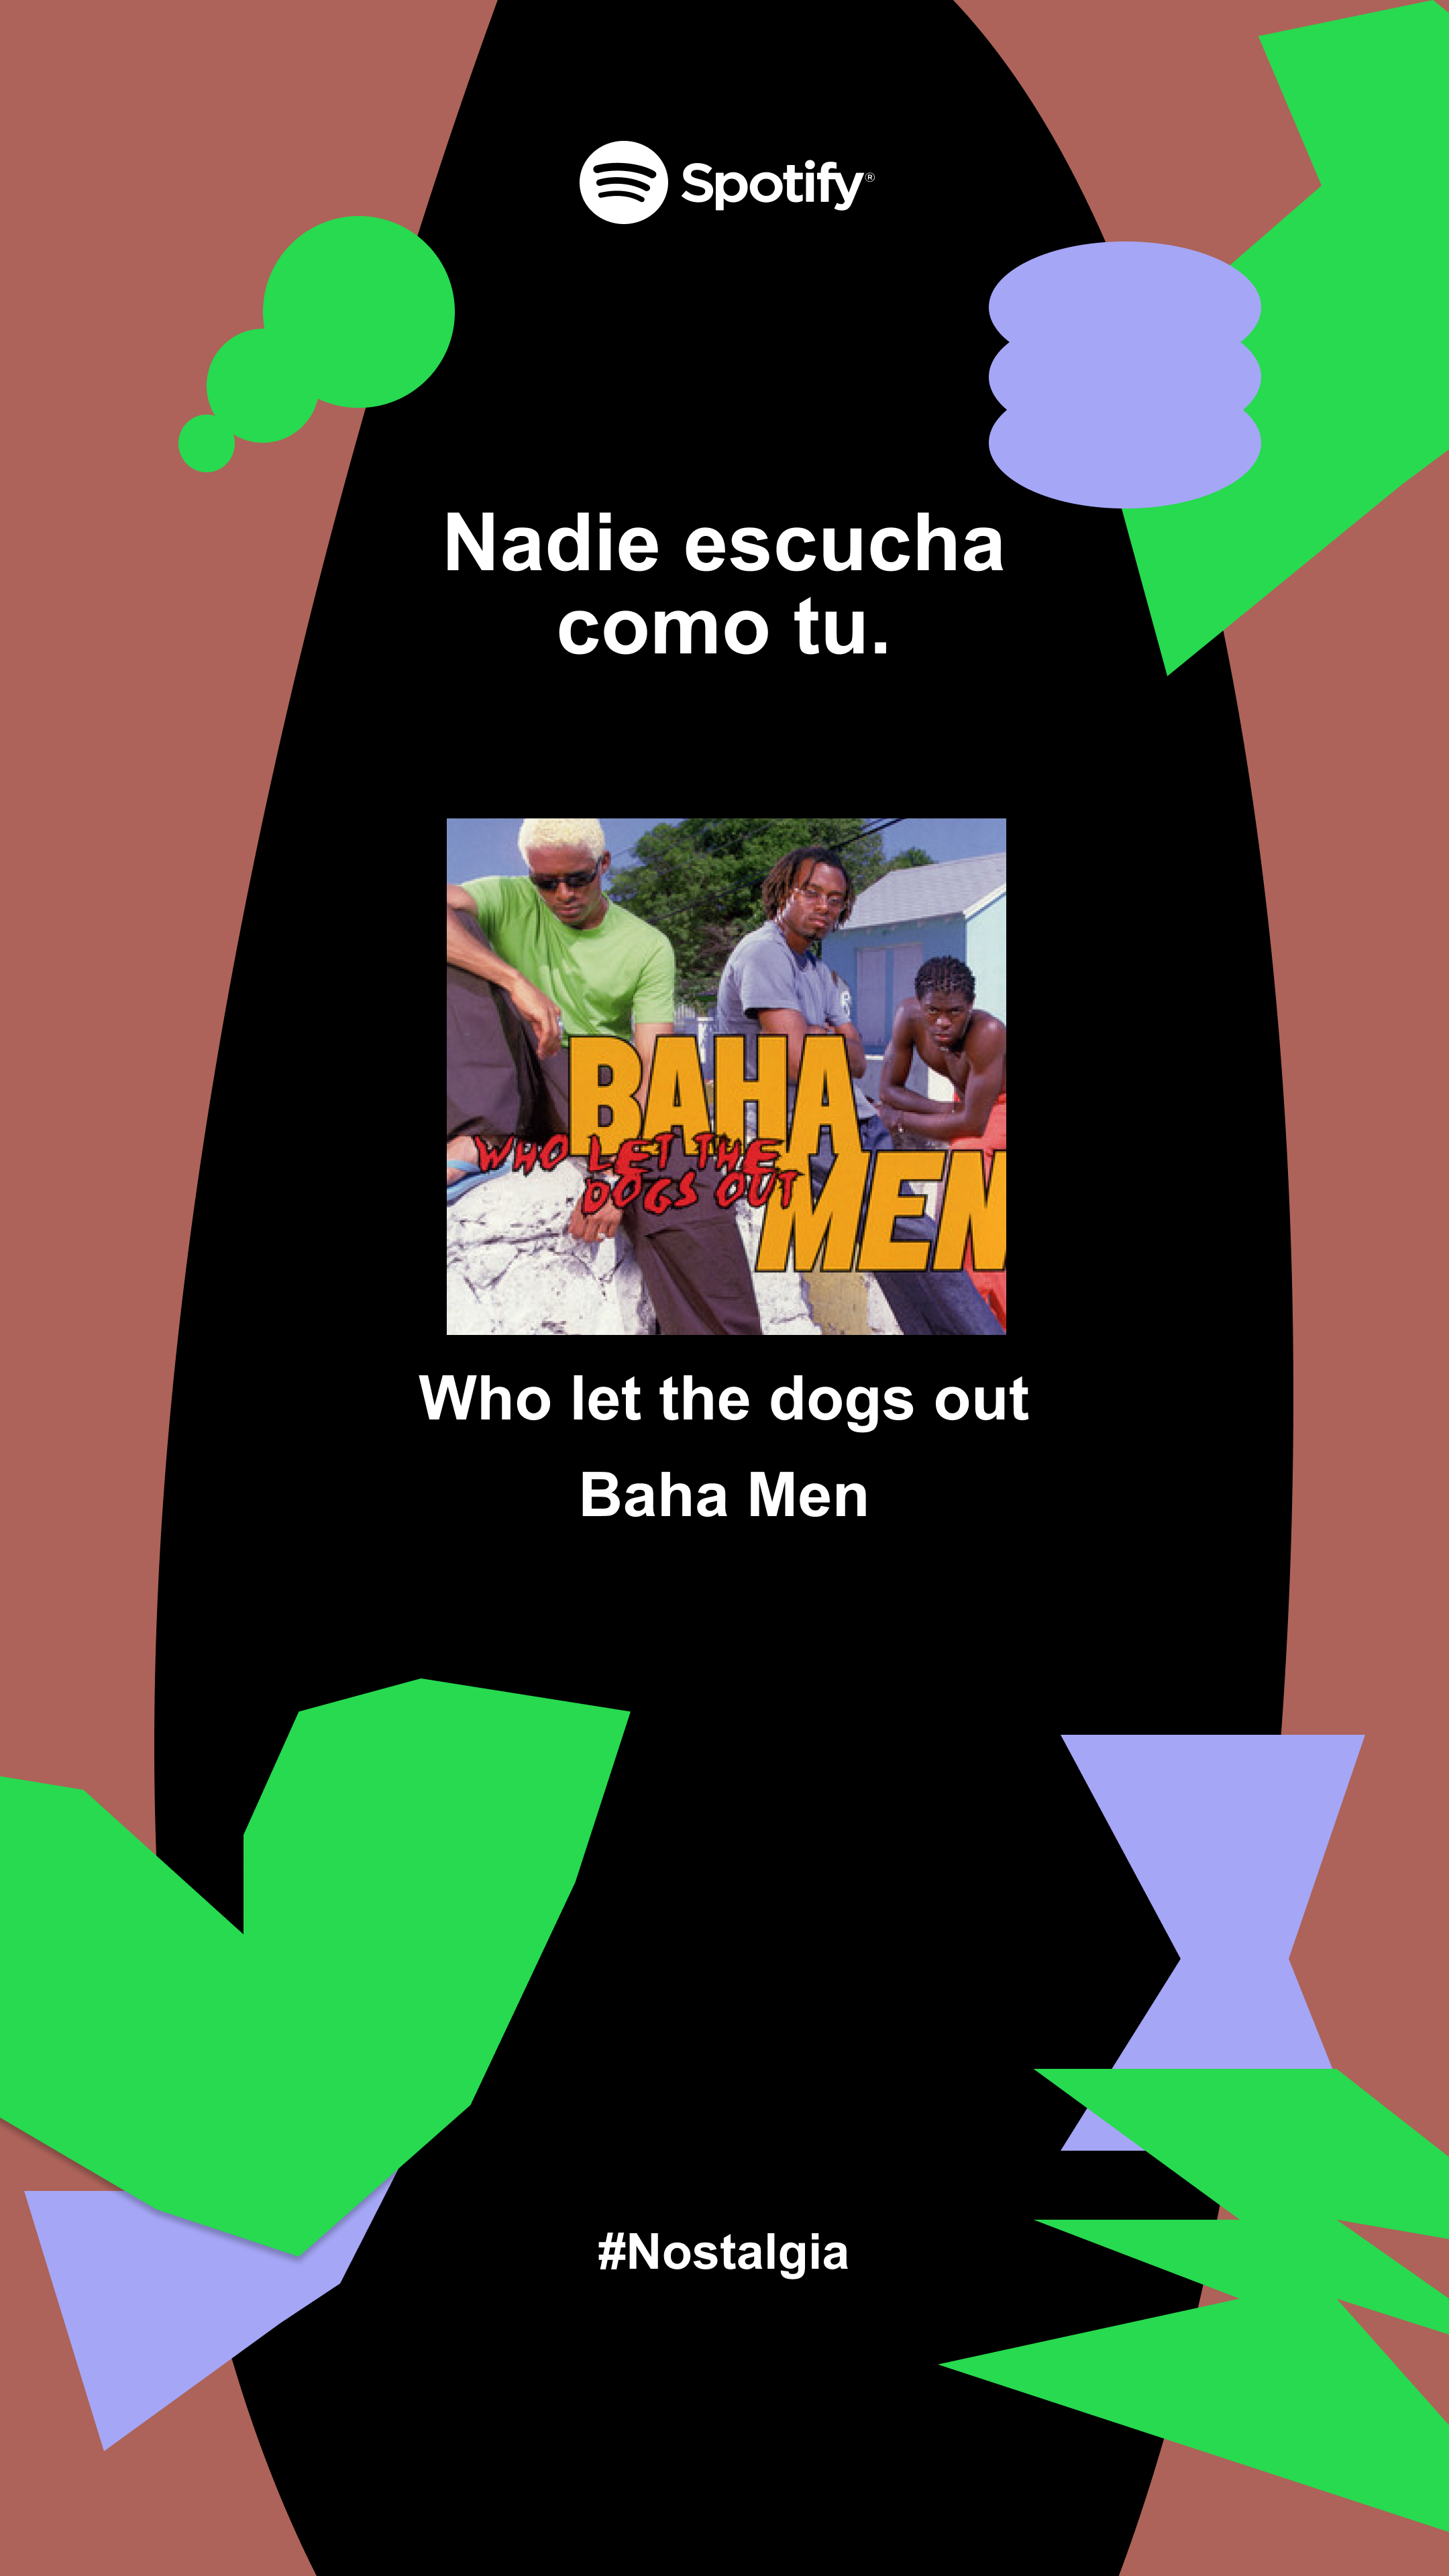 Spotify®
Nadie escucha
como tu.
BAHA
WHO LET THE
DOGS OUT
MEN
Who let the dogs out
Baha Men
#Nostalgia